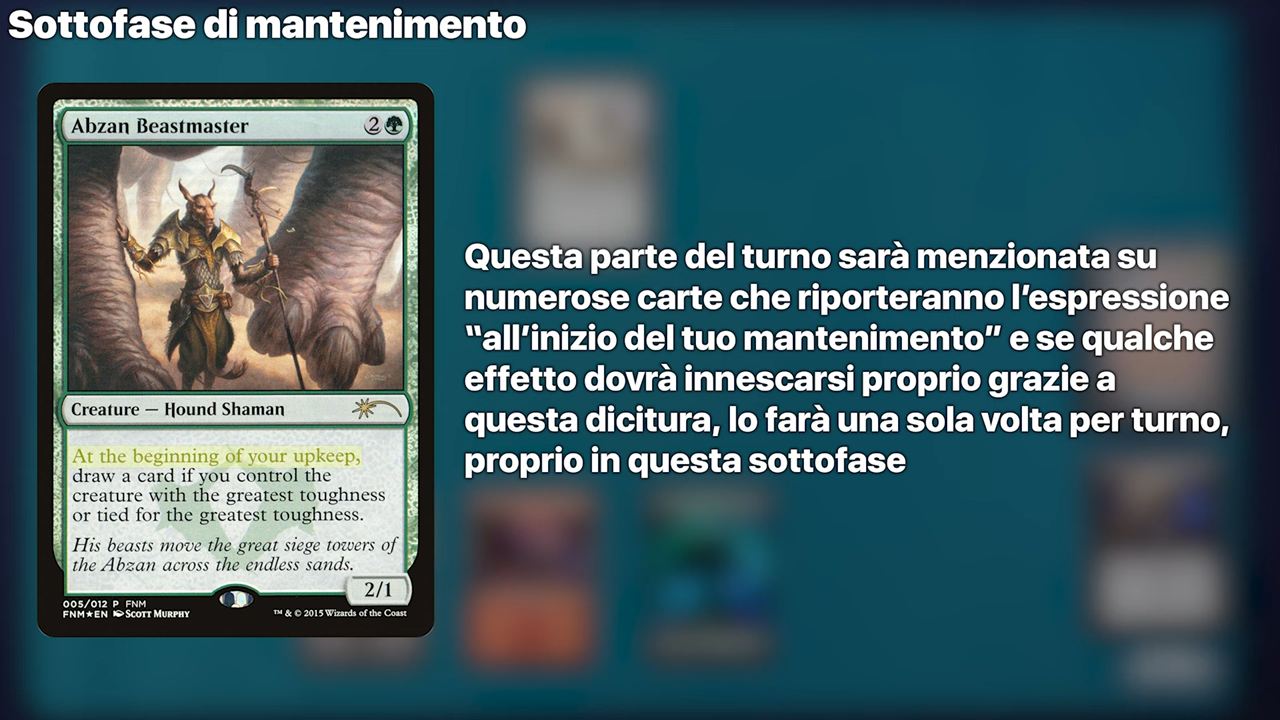 Sottofase di mantenimento
Abzan Beastmaster 2
Creature — Hound Shaman
At the beginning of your upkeep,
draw a card if you control the
creature with the greatest toughness
or tied for the greatest toughness.
His beasts move the great siege towers of
the Abzan across the endless sands.
2/1
005/012 P FNM
FNM★EN Scott Murphy
™ & © 2015 Wizards of the Coast
Questa parte del turno sarà menzionata su
numerose carte che riporteranno l’espressione
“all’inizio del tuo mantenimento” e se qualche
effetto dovrà innescarsi proprio grazie a
questa dicitura, lo farà una sola volta per turno,
proprio in questa sottofase